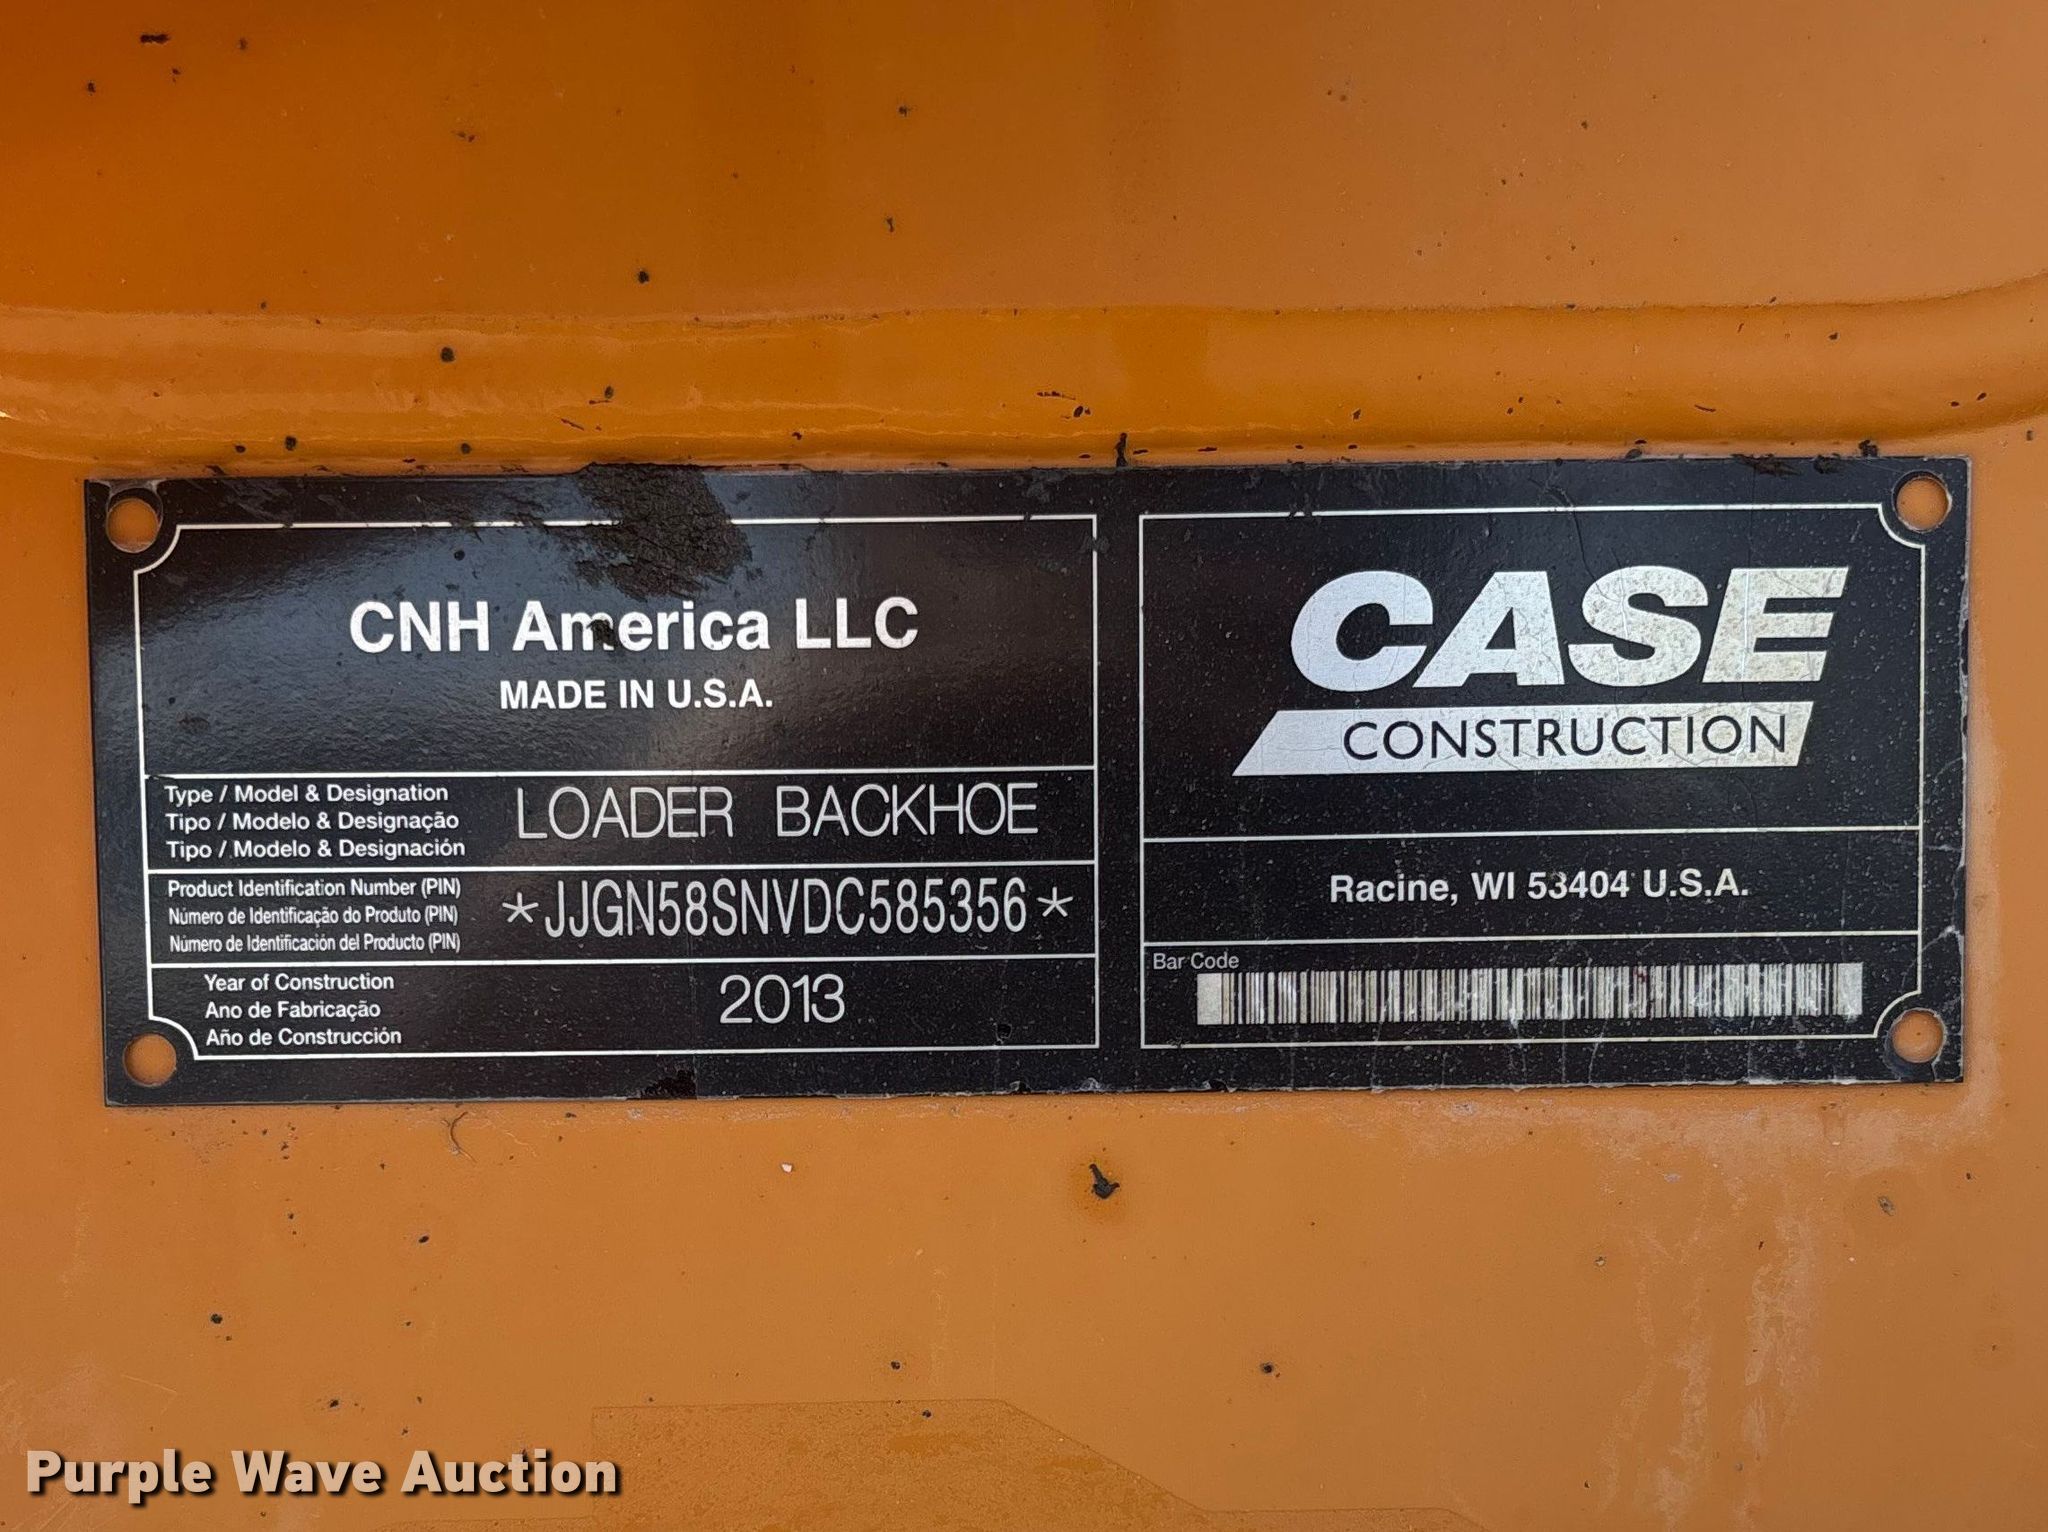 CNH America LLC
MADE IN U.S.A.
Type / Model & Designation
Tipo / Modelo & Designação
Tipo / Modelo & Designación
LOADER BACKHOE
Product Identification Number (PIN)
Número de Identificação do Produto (PIN)
Número de Identificación del Producto (PIN)
*JJGN58SNVDC585356*
Year of Construction
Ano de Fabricação
Año de Construcción
2013
CASE
CONSTRUCTION
Racine, WI 53404 U.S.A.
Bar Code
Purple Wave Auction